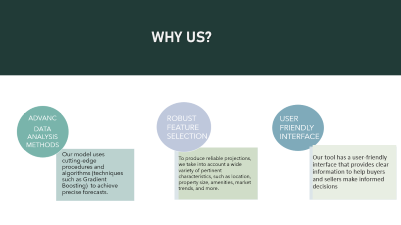 WHY US?
ADVANC
DATA
ANALYSIS
METHODS
Our model uses
cutting-edge
procedures and
algorithms (techniques
such as Gradient
Boosting) to achieve
precise forecasts.
ROBUST
FEATURE
SELECTION
To produce reliable projections,
we take into account a wide
variety of pertinent
characteristics, such as location,
property size, amenities, market
trends, and more.
USER
FRIENDLY
INTERFACE
Our tool has a user-friendly
interface that provides clear
information to help buyers
and sellers make informed
decisions